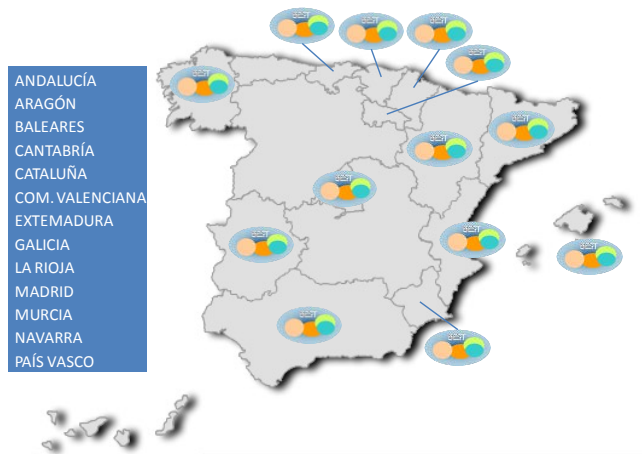 ANDALUCÍA
ARAGÓN
BALEARES
CANTABRÍA
CATALUÑA
COM. VALENCIANA
EXTEMADURA
GALICIA
LA RIOJA
MADRID
MURCIA
NAVARRA
PAÍS VASCO